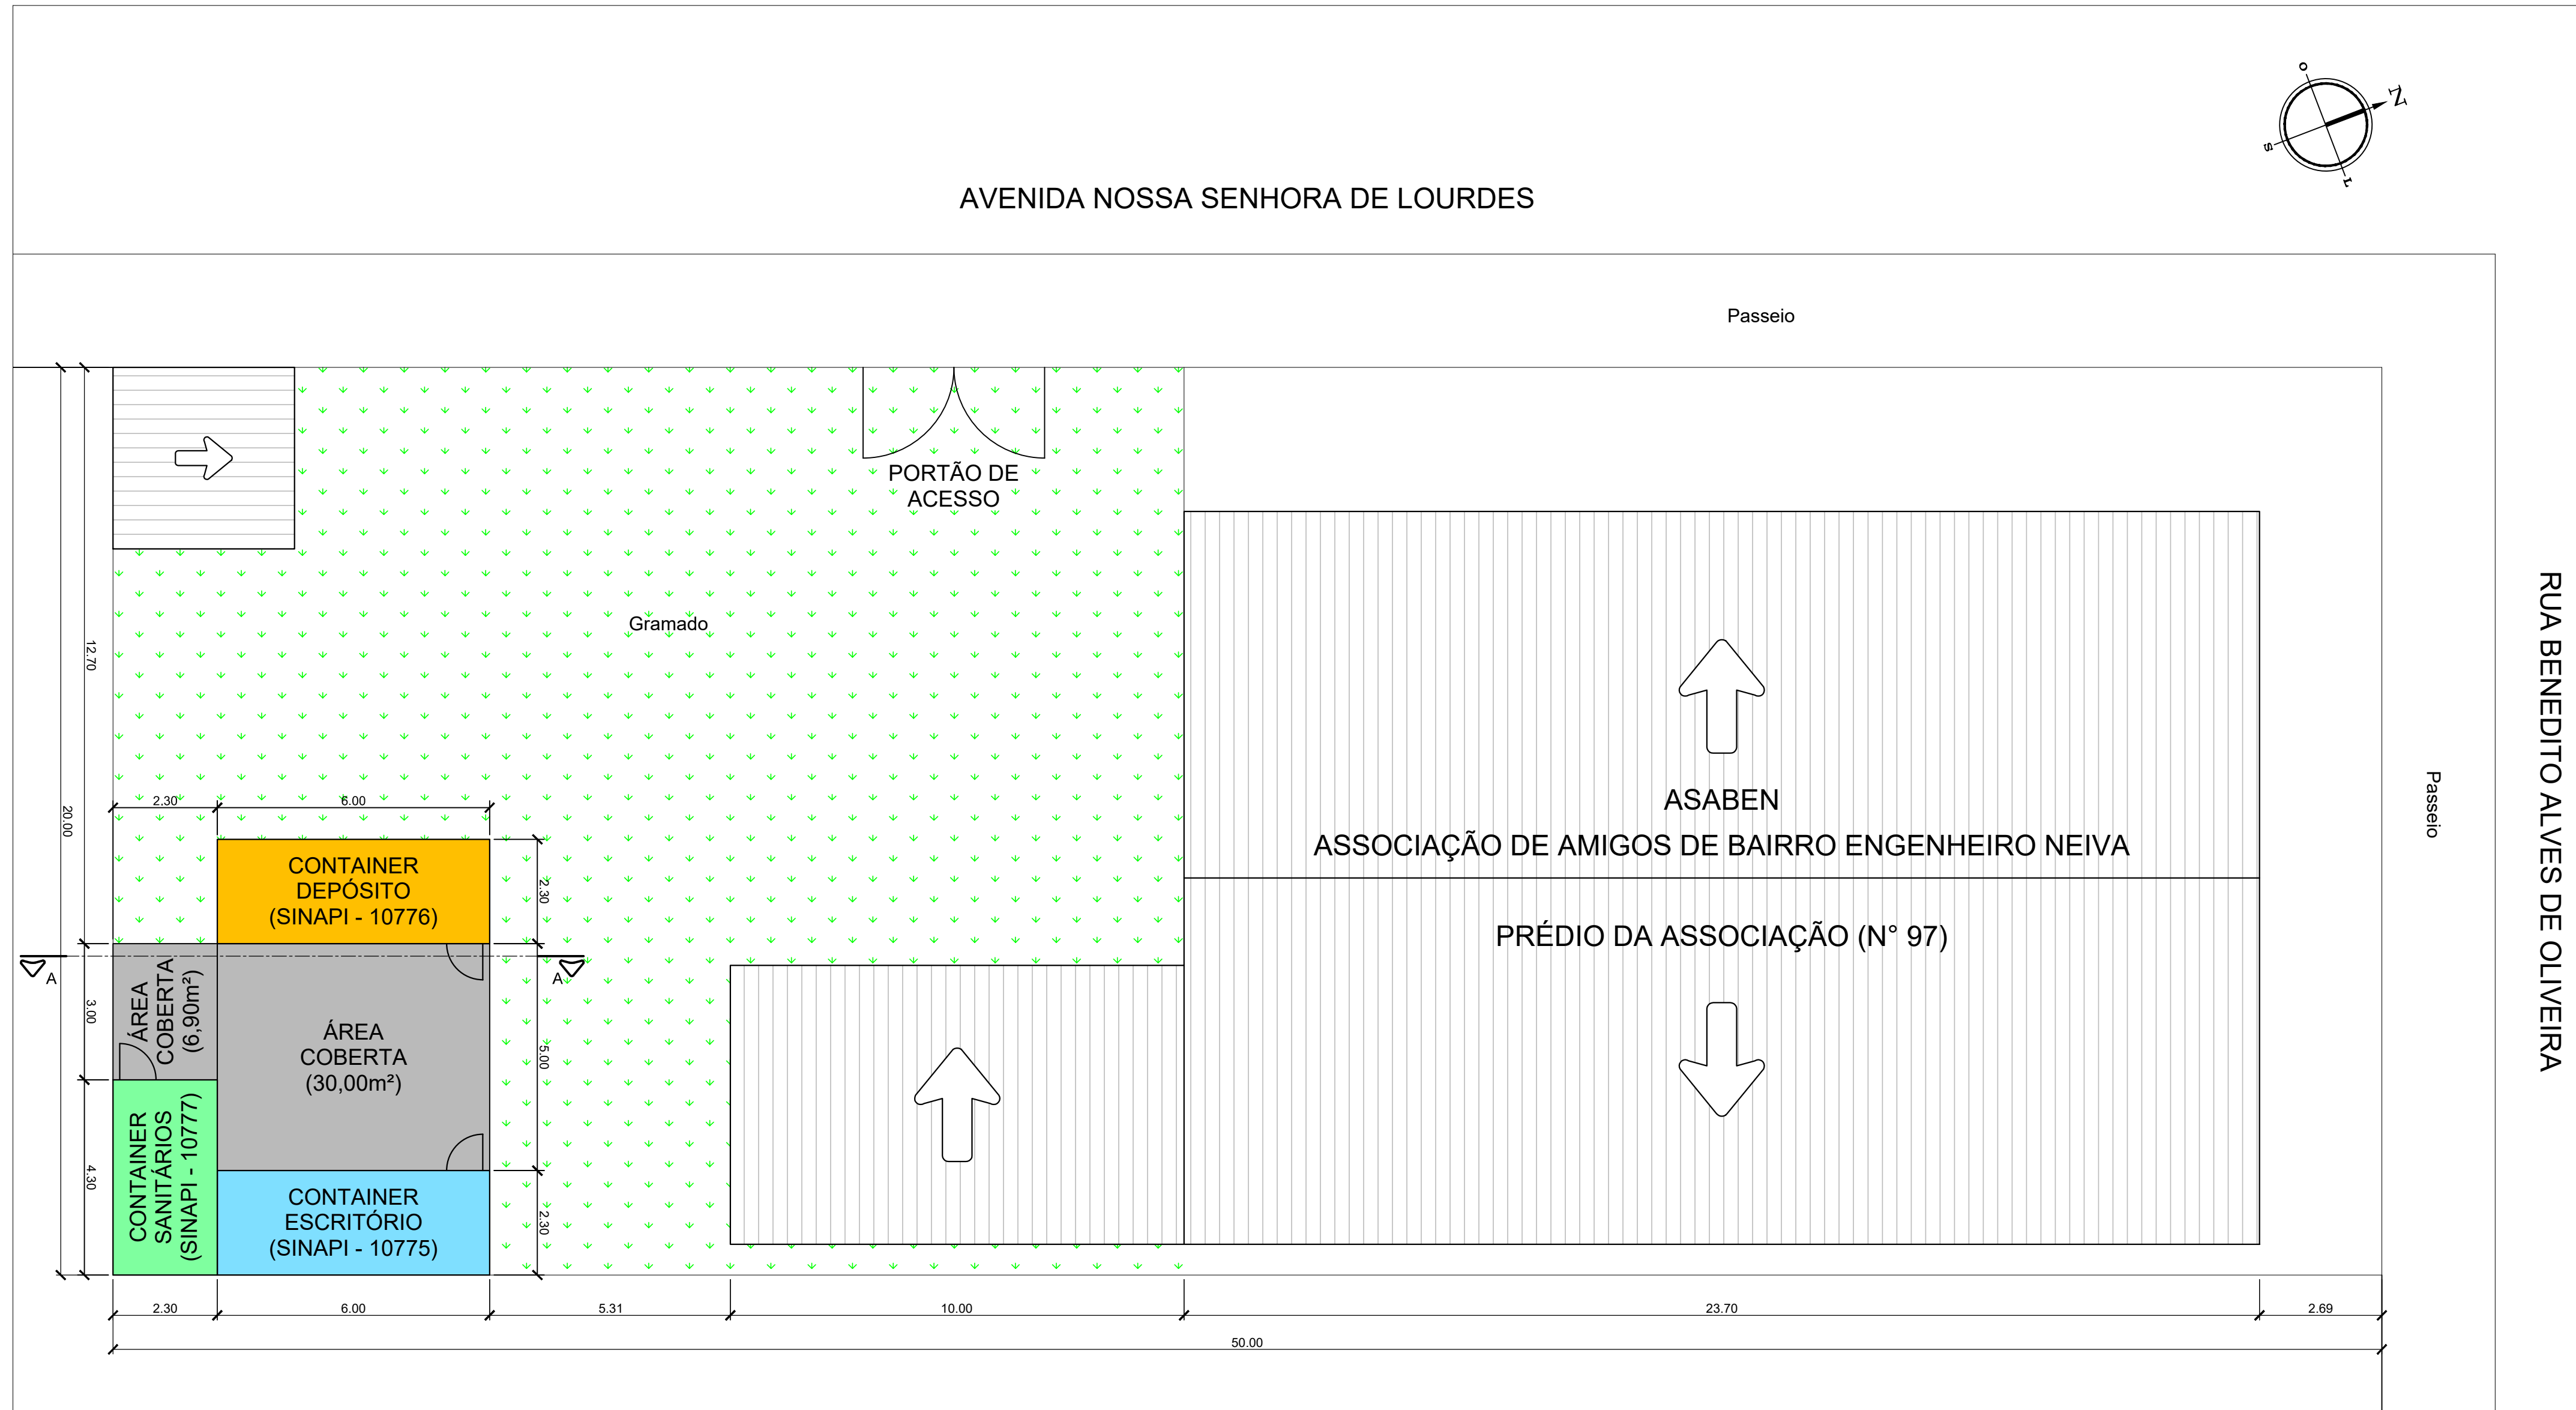 O
N
S
L
AVENIDA NOSSA SENHORA DE LOURDES
Passeio
PORTÃO DE
ACESSO
Gramado
12.70
20.00
2.30
6.00
CONTAINER
DEPÓSITO
(SINAPI - 10776)
2.30
A
A
ÁREA
COBERTA
(6,90m²)
3.00
ÁREA
COBERTA
(30,00m²)
5.00
CONTAINER
SANITÁRIOS
(SINAPI - 10777)
4.30
CONTAINER
ESCRITÓRIO
(SINAPI - 10775)
2.30
ASABEN
ASSOCIAÇÃO DE AMIGOS DE BAIRRO ENGENHEIRO NEIVA
PRÉDIO DA ASSOCIAÇÃO (N° 97)
Passeio
RUA BENEDITO ALVES DE OLIVEIRA
2.30
6.00
5.31
10.00
23.70
2.69
50.00